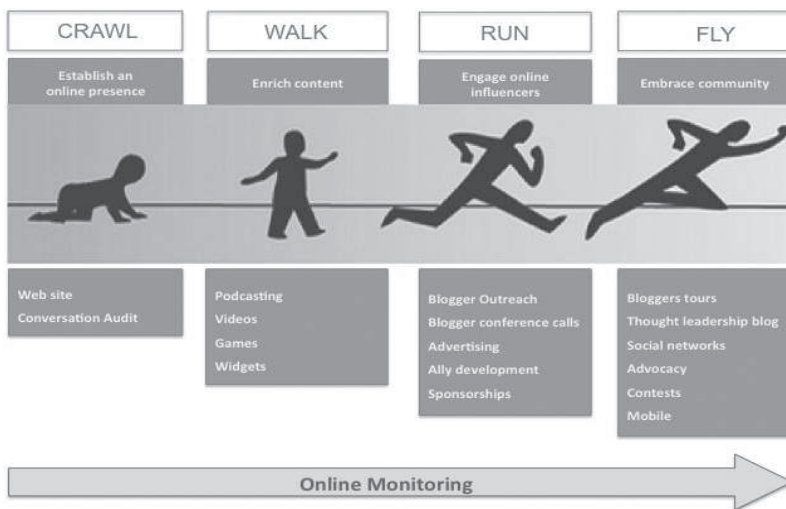 CRAWL
WALK
RUN
FLY
Establish an
online presence
Enrich content
Engage online
influencers
Embrace community
Web site
Conversation Audit
Podcasting
Videos
Games
Widgets
Blogger Outreach
Blogger conference calls
Advertising
Ally development
Sponsorships
Bloggers tours
Thought leadership blog
Social networks
Advocacy
Contests
Mobile
Online Monitoring